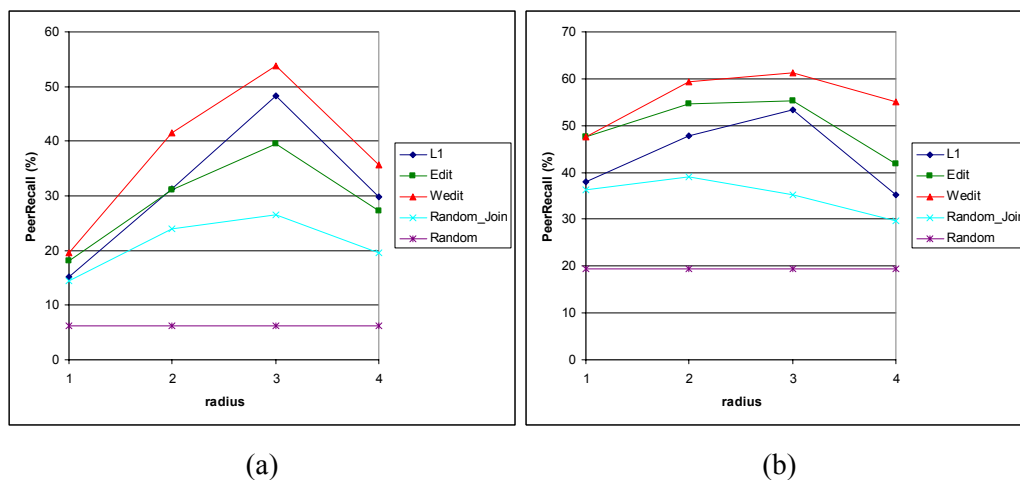 60
50
40
30
20
10
0
PeerRecall (%)
1 2 3 4
radius
L1
Edit
Wedit
Random_Join
Random
(a)
70
60
50
40
30
20
10
0
PeerRecall (%)
1 2 3 4
radius
L1
Edit
Wedit
Random_Join
Random
(b)